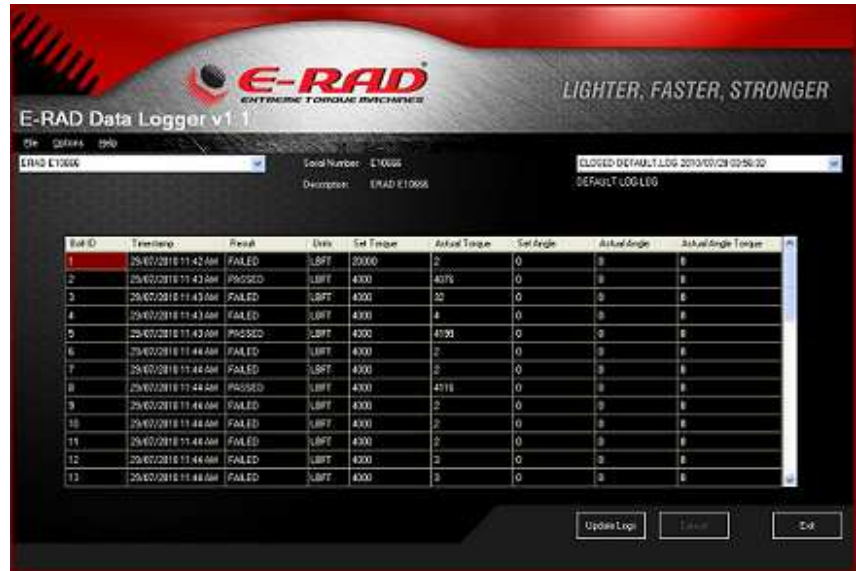 E-RAD
EXTREME TORQUE MACHINES
LIGHTER, FASTER, STRONGER
E-RAD Data Logger v1.1
File Options Help
ERAD E10666 Serial Number: E10666 CLOSED DEFAULT.LOG 2010/07/29 03:56:32
Description: ERAD E10666 DEFAULT LOG.LOG
Bolt ID Timestamp Result Units Set Torque Actual Torque Set Angle Actual Angle Actual Angle Torque
1 29/07/2010 11:42 AM FAILED LBFT 20000 2 0 0 0
2 29/07/2010 11:43 AM PASSED LBFT 4000 0 0 0
3 29/07/2010 11:43 AM FAILED LBFT 4000 32 0 0 0
4 29/07/2010 11:43 AM FAILED LBFT 4000 4 0 0 0
5 29/07/2010 11:43 AM PASSED LBFT 4000 0 0 0
6 29/07/2010 11:44 AM FAILED LBFT 4000 2 0 0 0
7 29/07/2010 11:44 AM FAILED LBFT 4000 2 0 0 0
8 29/07/2010 11:44 AM PASSED LBFT 4000 0 0 0
9 29/07/2010 11:44 AM FAILED LBFT 4000 2 0 0 0
10 29/07/2010 11:44 AM FAILED LBFT 4000 2 0 0 0
11 29/07/2010 11:44 AM FAILED LBFT 4000 2 0 0 0
12 29/07/2010 11:44 AM FAILED LBFT 4000 3 0 0 0
13 29/07/2010 11:44 AM FAILED LBFT 4000 3 0 0 0
Update Logs Cancel Exit